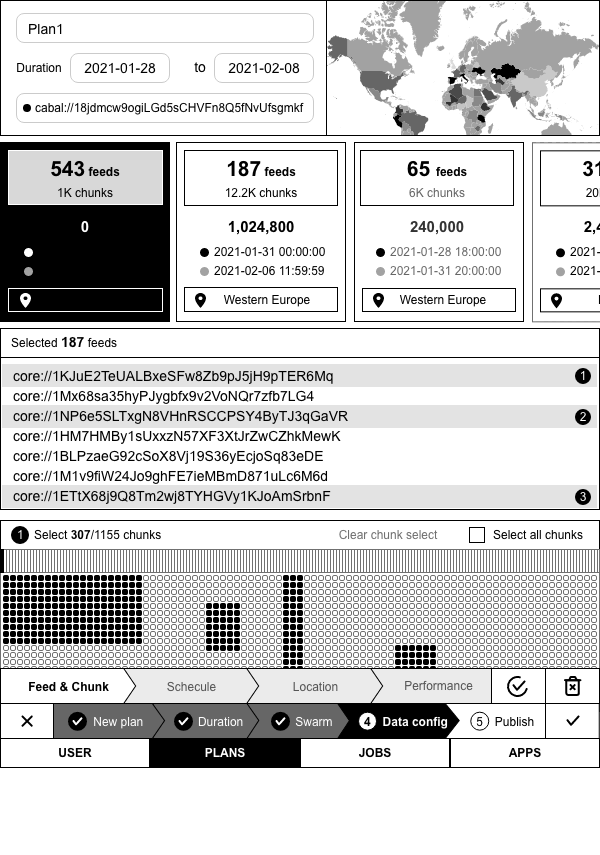 Plan1
Duration 2021-01-28 to 2021-02-08
cabal://18jdmcw9ogiLGd5sCHVFn8Q5fNvUfsgmkf
543 feeds
1K chunks
0
187 feeds
12.2K chunks
1,024,800
2021-01-31 00:00:00
2021-02-06 11:59:59
Western Europe
65 feeds
6K chunks
240,000
2021-01-28 18:00:00
2021-01-31 20:00:00
Western Europe
31
20
2,4
2021-
2021-
Selected 187 feeds
core://1KJuE2TeUALBxeSFw8Zb9pJ5jH9pTER6Mq 1
core://1Mx68sa35hyPJygbfx9v2VoNQr7zfb7LG4
core://1NP6e5SLTxgN8VHnRSCCPSY4ByTJ3qGaVR 2
core://1HM7HMBy1sUxxzN57XF3XtJrZwCZhkMewK
core://1BLPzaeG92cSoX8Vj19S36yEcjoSq83eDE
core://1M1v9fiW24Jo9ghFE7ieMBmD871uLc6M6d
core://1ETtX68j9Q8Tm2wj8TYHGVy1KJoAmSrbnF 3
1 Select 307/1155 chunks Clear chunk select Select all chunks
Feed & Chunk Schecule Location Performance
New plan Duration Swarm 4 Data config 5 Publish
USER PLANS JOBS APPS